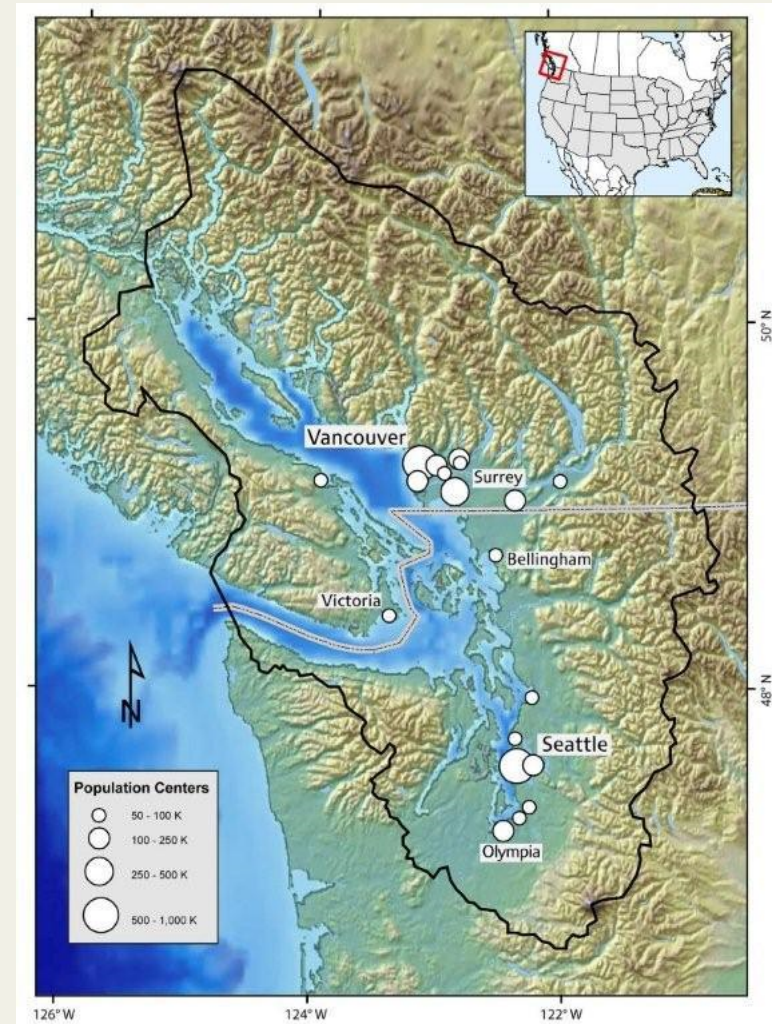 50° N
Vancouver
Surrey
Bellingham
Victoria
48° N
N
Seattle
Population Centers
50 - 100 K
100 - 250 K
250 - 500 K
500 - 1,000 K
Olympia
126° W
124° W
122° W